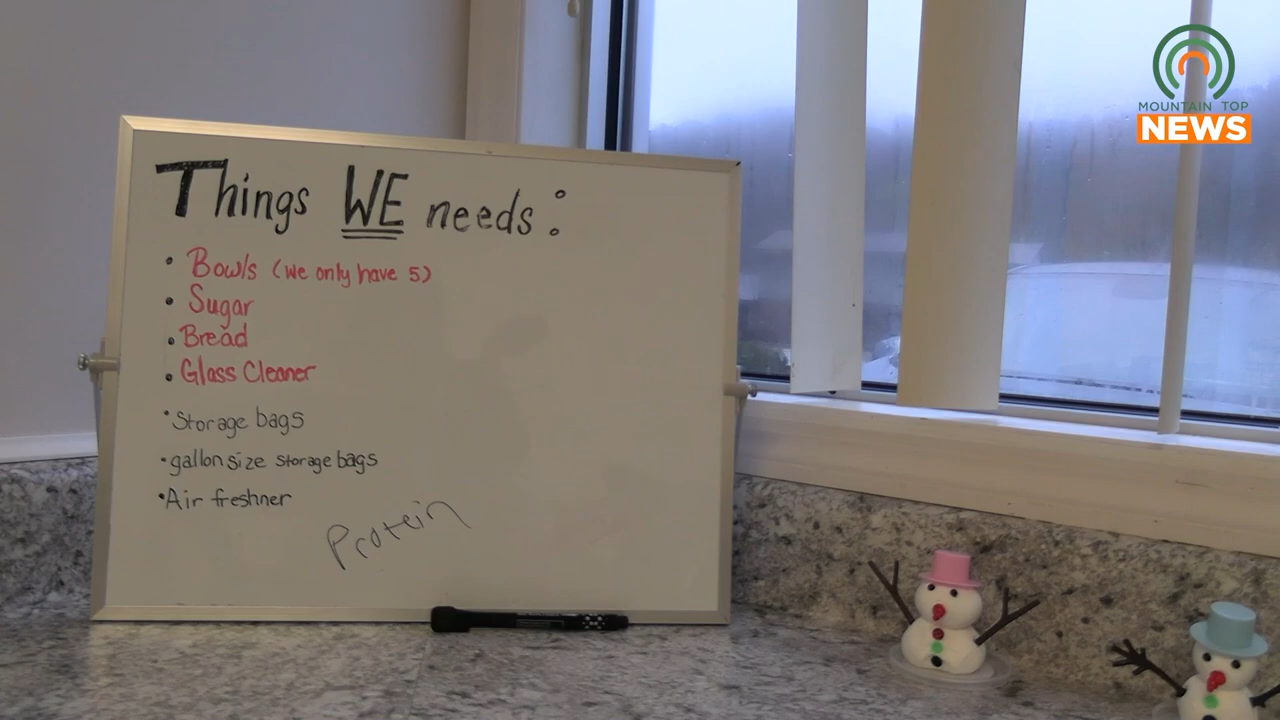 Things WE needs:
• Bowls (we only have 5)
• Sugar
• Bread
• Glass Cleaner
• Storage bags
• gallon size storage bags
• Air freshner
Protein
MOUNTAIN TOP
NEWS